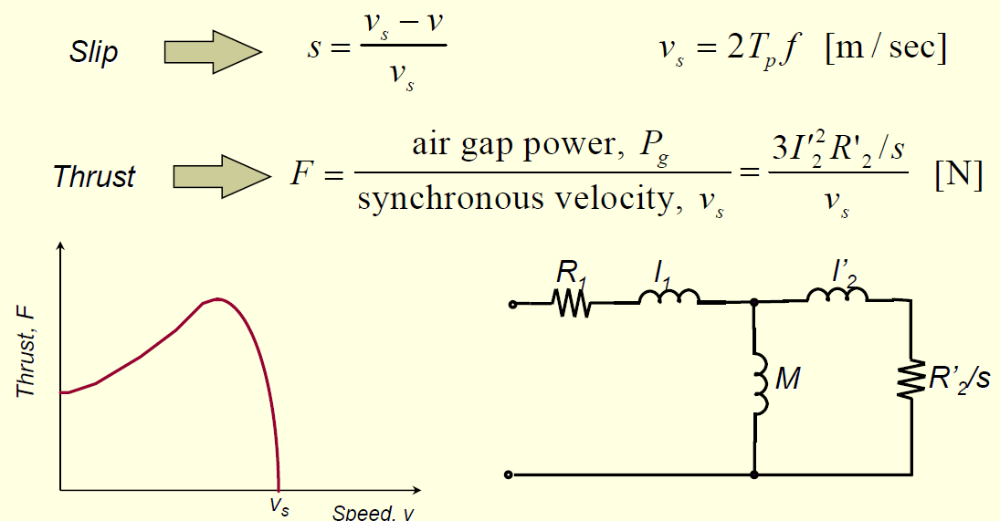 Slip s = (v_s − v) / v_s v_s = 2T_p f [m/sec]
Thrust F = air gap power, P_g / synchronous velocity, v_s = 3I'_2^2 R'_2/s / v_s [N]
Thrust, F
V_s
Speed, v
R_1 l_1 l'_2
M
R'_2/s